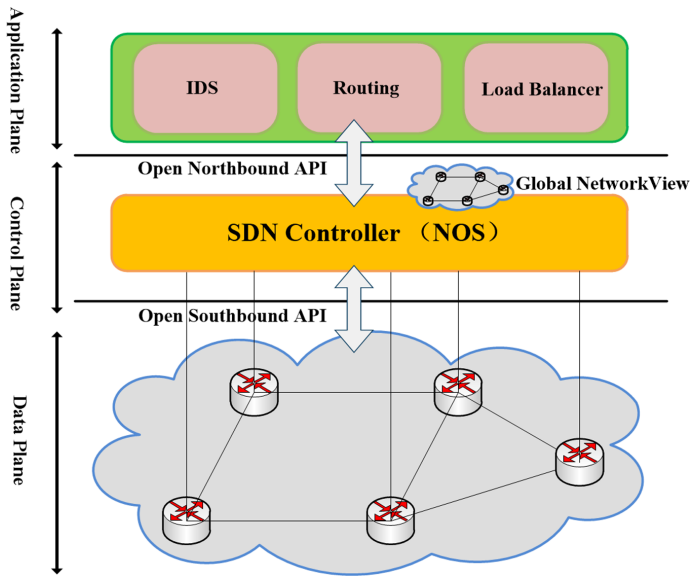 Application Plane
IDS
Routing
Load Balancer
Open Northbound API
Global NetworkView
Control Plane
SDN Controller （NOS）
Open Southbound API
Data Plane